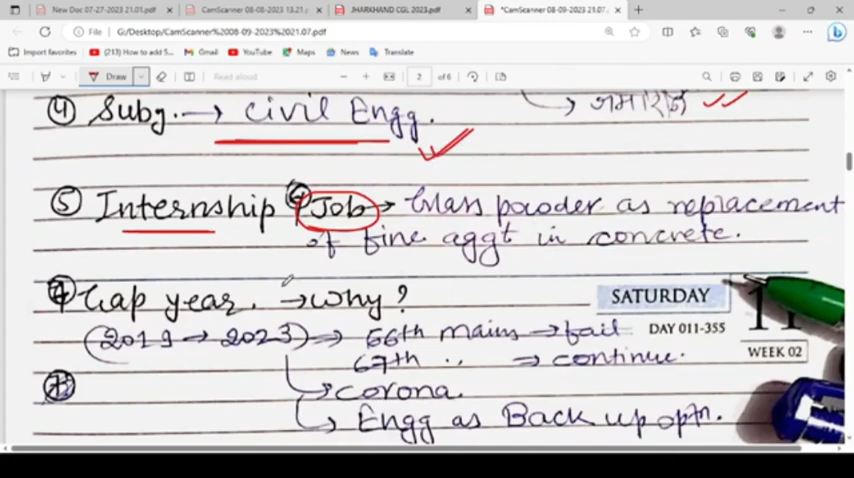 New Doc 07-27-2023 21.01.pdf
CamScanner 08-08-2023 13.21.p
JHARKHAND CGL 2023.pdf
*CamScanner 08-09-2023 21.07.p
File | G:/Desktop/CamScanner%2008-09-2023%2021.07.pdf
Import favorites
(213) How to add S...
Gmail
YouTube
Maps
News
Translate
Draw
Read aloud
2 of 6
④ Subj. → Civil Engg.
⑤ Internship ⑥ Job → Glass powder as replacement
of fine aggt in concrete.
Gap year. → Why?
(2019 → 2023) → 66th mains → fail
67th .. ⇒ continue.
→ corona.
→ Engg as Back up optn.
SATURDAY
11
DAY 011-355
WEEK 02